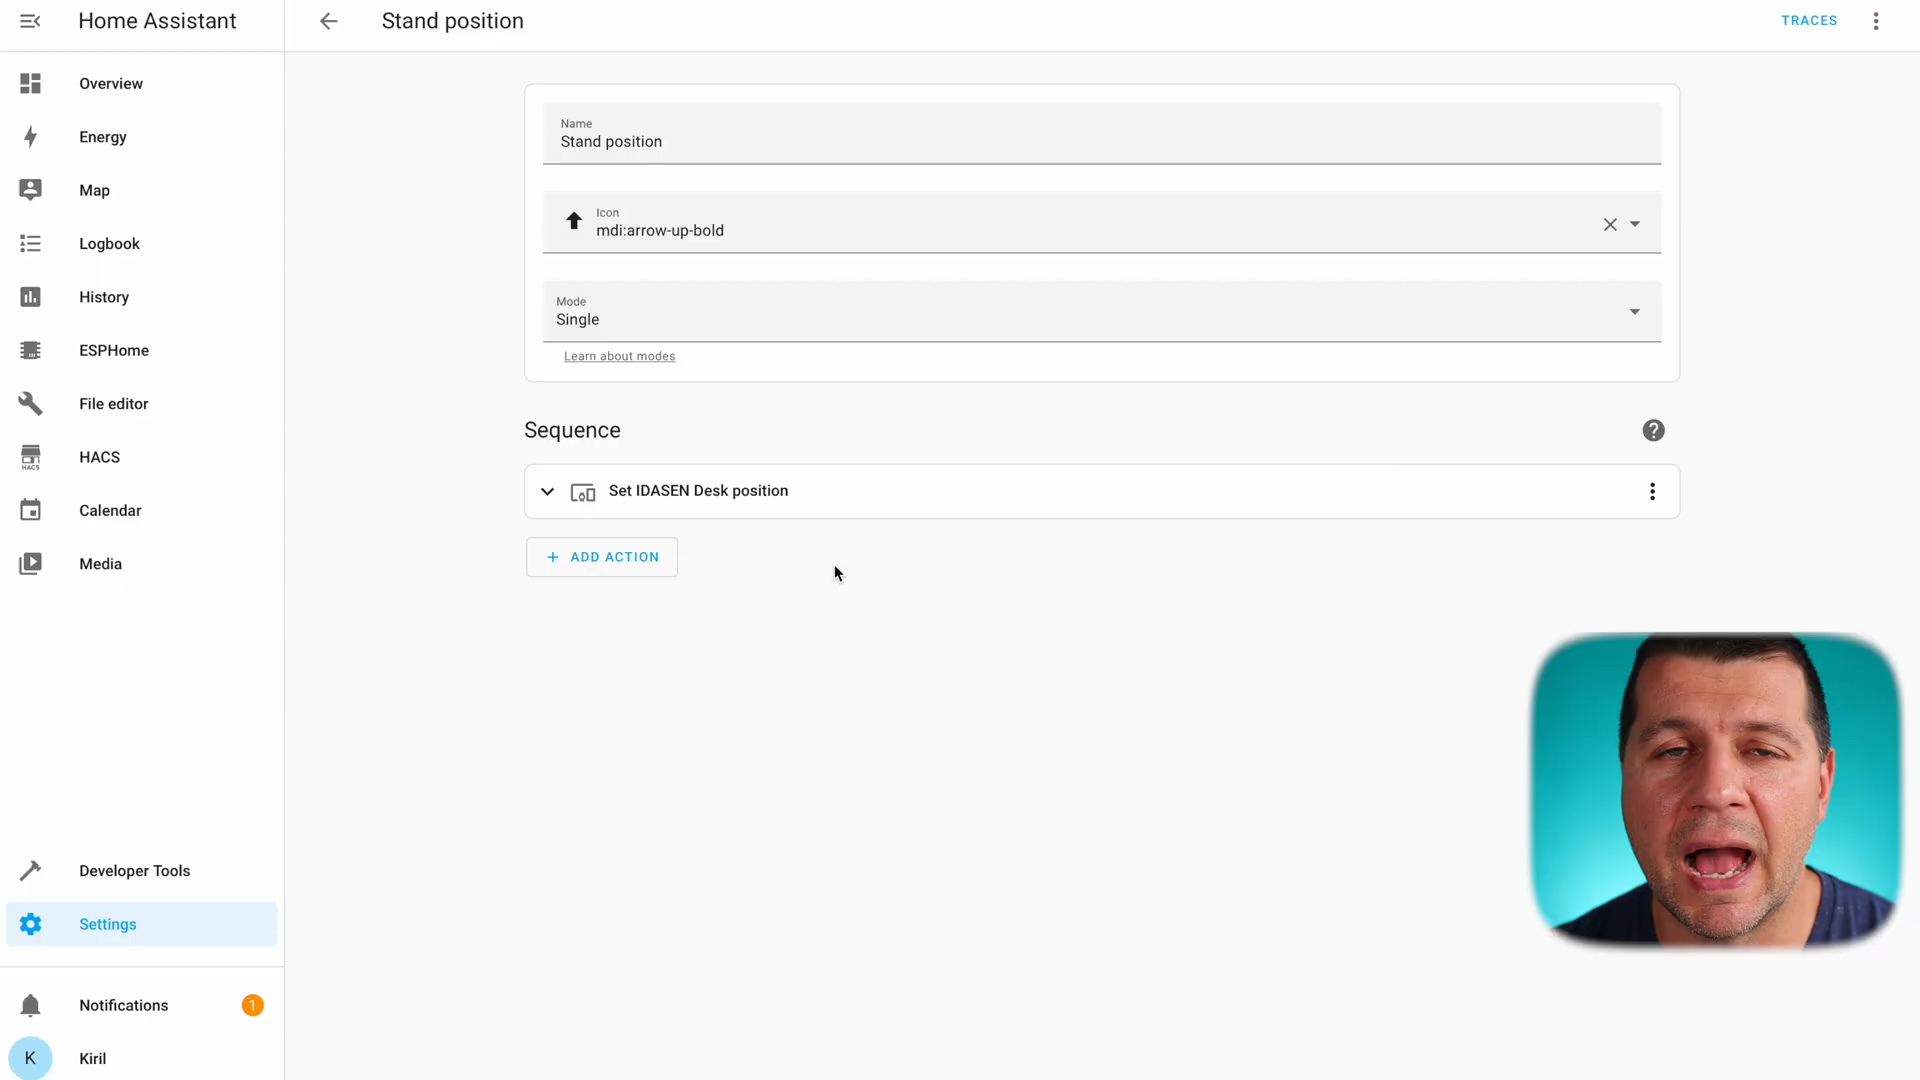 Home Assistant
Stand position
TRACES
Overview
Energy
Map
Logbook
History
ESPHome
File editor
HACS
HACS
Calendar
Media
Developer Tools
Settings
Notifications
1
K
Kiril
Name
Stand position
Icon
mdi:arrow-up-bold
Mode
Single
Learn about modes
Sequence
?
Set IDASEN Desk position
+ ADD ACTION